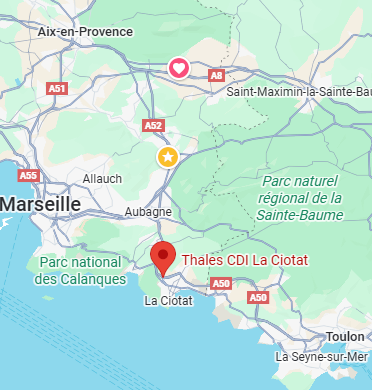 Aix-en-Provence
A8
A51
Saint-Maximin-la-Sainte-Bau
A52
A55
Allauch
Parc naturel
régional de la
Sainte-Baume
Marseille
Aubagne
Thales CDI La Ciotat
Parc national
des Calanques
A50
La Ciotat
A50
Toulon
La Seyne-sur-Mer